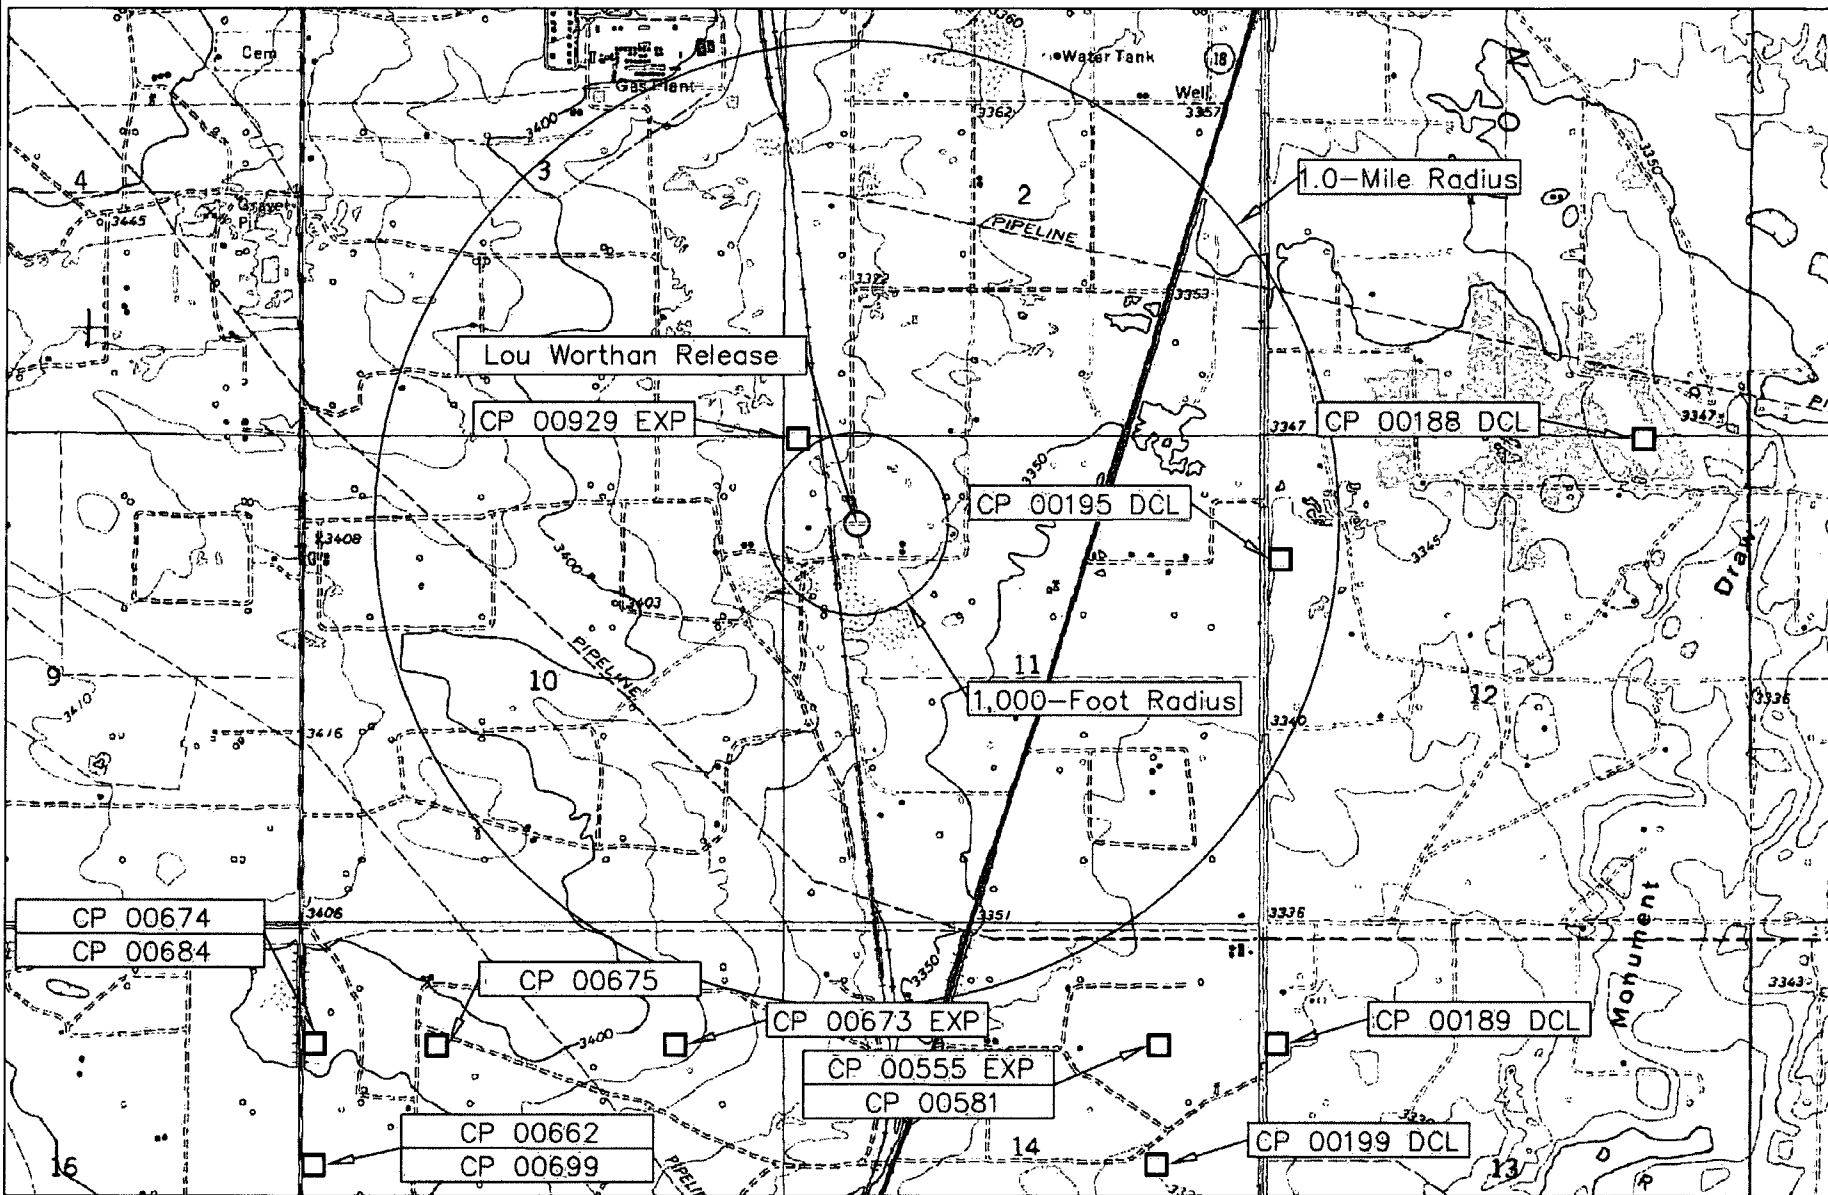 3360
Cem
Water Tank
18
Gas Plant
Well
3400
3362
3357
3350
4
3
2
1.0-Mile Radius
3445
Gravel
PIPELINE
3353
Lou Worthan Release
CP 00929 EXP
3347
CP 00188 DCL
3347
3350
CP 00195 DCL
3408
3400
3345
Draw
3403
PIPELINE
11
9
10
1,000-Foot Radius
12
3336
3410
3416
3340
CP 00674
CP 00684
3406
3351
3336
Monument
CP 00675
3350
3343
CP 00673 EXP
CP 00189 DCL
3400
CP 00555 EXP
CP 00581
CP 00662
CP 00699
14
CP 00199 DCL
16
13